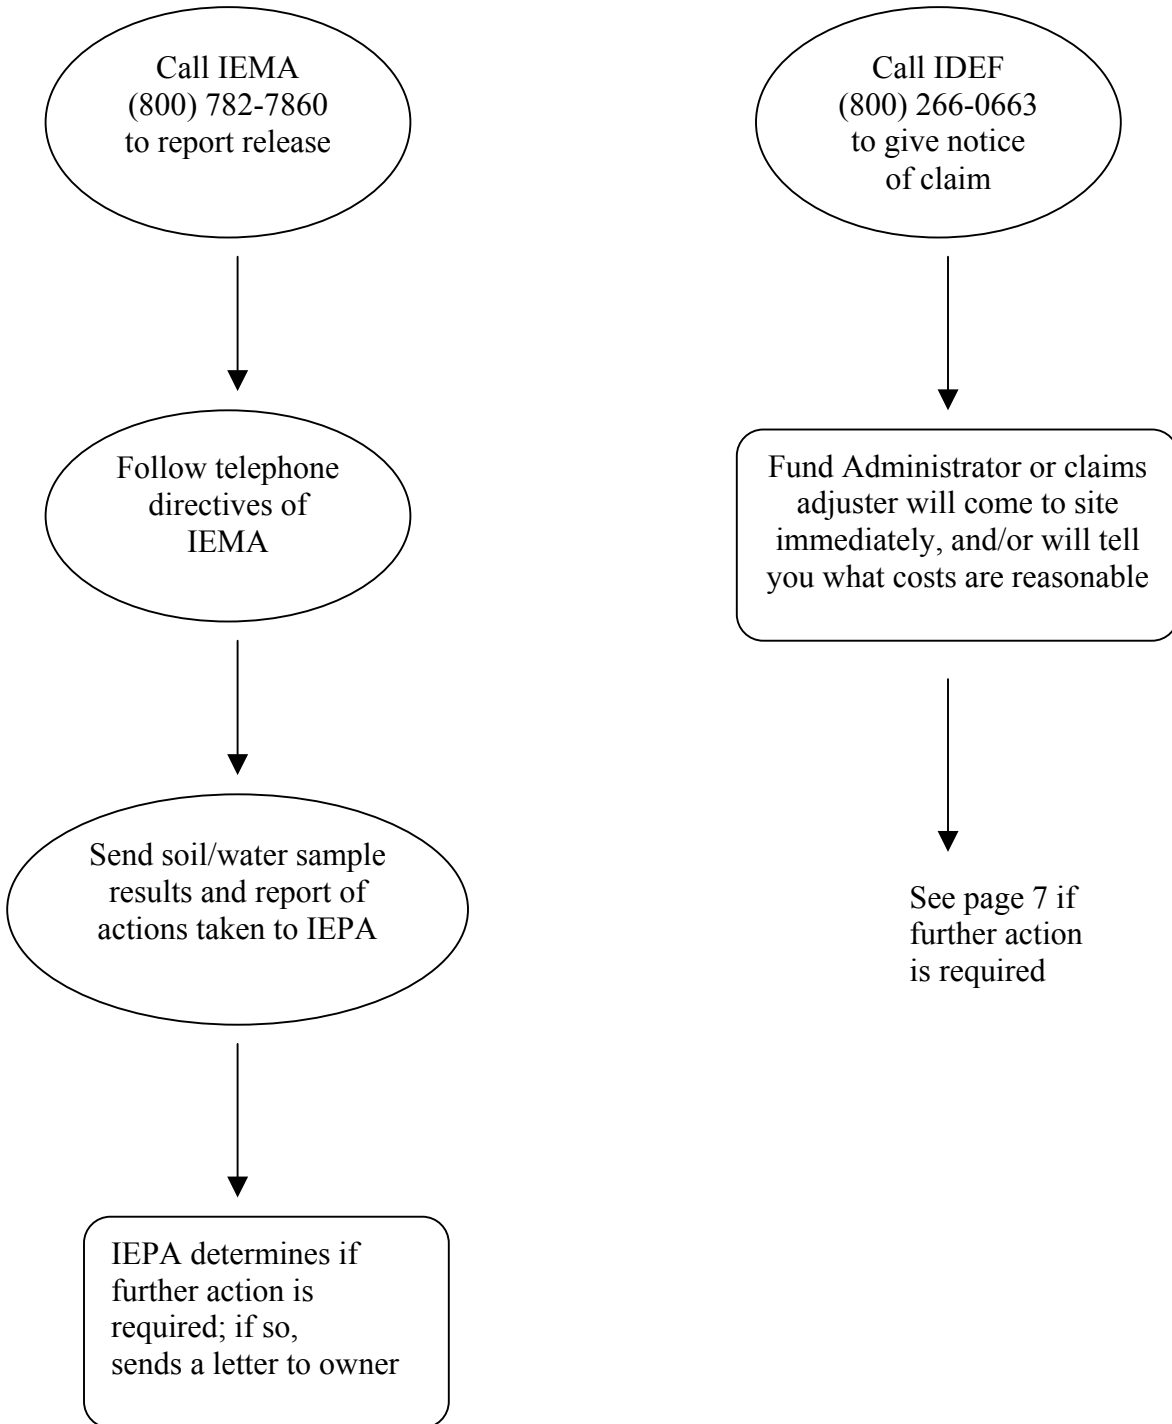 Call IEMA
(800) 782-7860
to report release
Follow telephone
directives of
IEMA
Send soil/water sample
results and report of
actions taken to IEPA
IEPA determines if
further action is
required; if so,
sends a letter to owner
Call IDEF
(800) 266-0663
to give notice
of claim
Fund Administrator or claims
adjuster will come to site
immediately, and/or will tell
you what costs are reasonable
See page 7 if
further action
is required